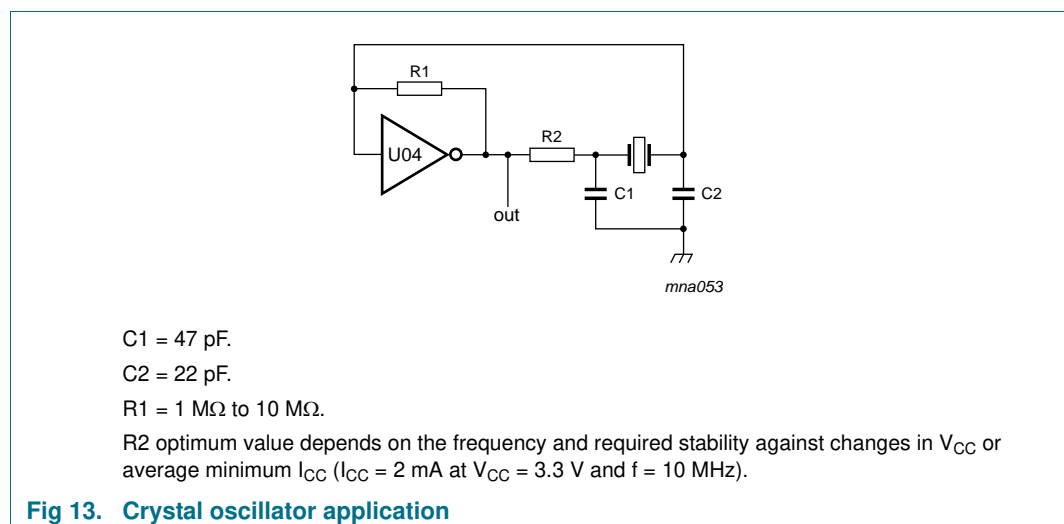 R1
U04
R2
C1
C2
out
mna053
C1 = 47 pF.
C2 = 22 pF.
R1 = 1 MΩ to 10 MΩ.
R2 optimum value depends on the frequency and required stability against changes in VCC or
average minimum ICC (ICC = 2 mA at VCC = 3.3 V and f = 10 MHz).
Fig 13. Crystal oscillator application